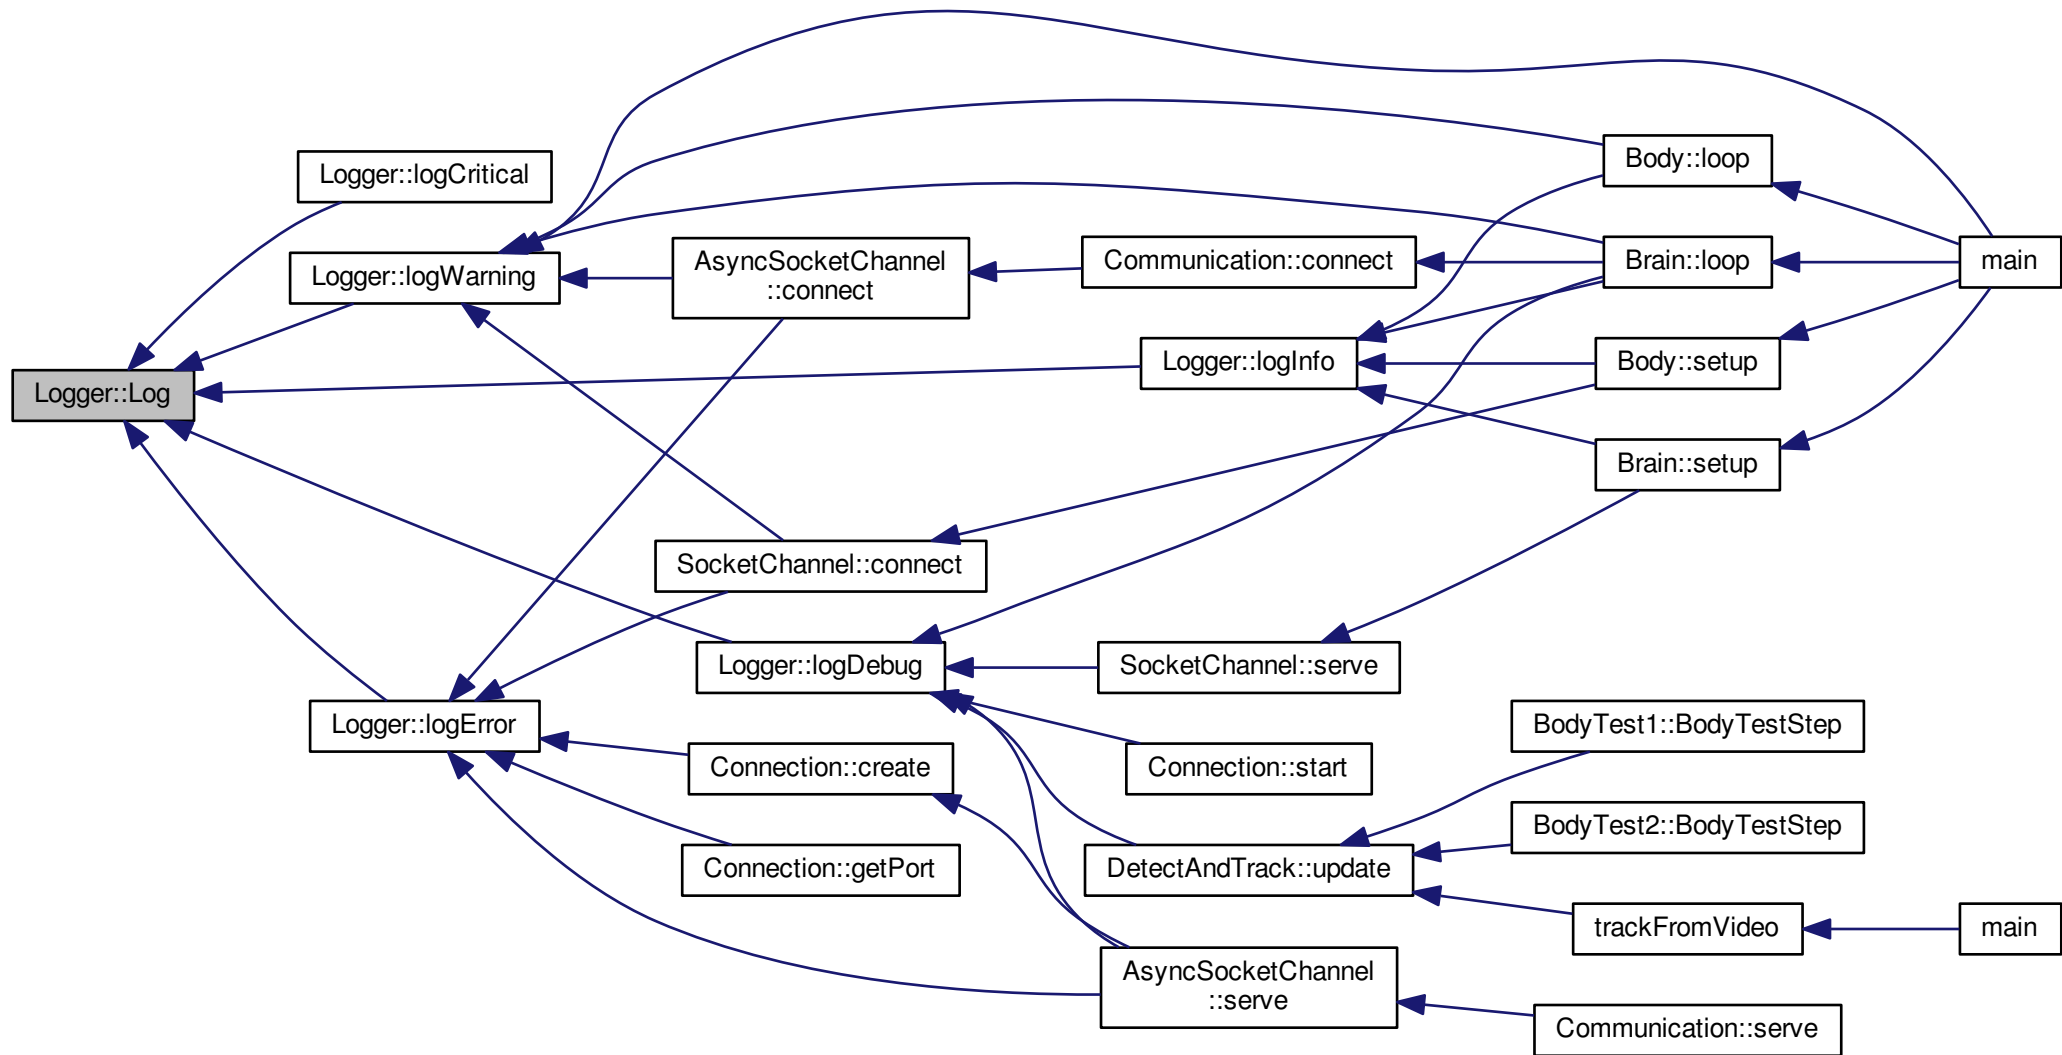 Logger::Log
Logger::logCritical
Logger::logWarning
AsyncSocketChannel
::connect
Communication::connect
Logger::logInfo
Body::loop
Brain::loop
main
Body::setup
Brain::setup
SocketChannel::connect
Logger::logDebug
SocketChannel::serve
Logger::logError
Connection::create
Connection::start
Connection::getPort
DetectAndTrack::update
BodyTest1::BodyTestStep
BodyTest2::BodyTestStep
trackFromVideo
main
AsyncSocketChannel
::serve
Communication::serve